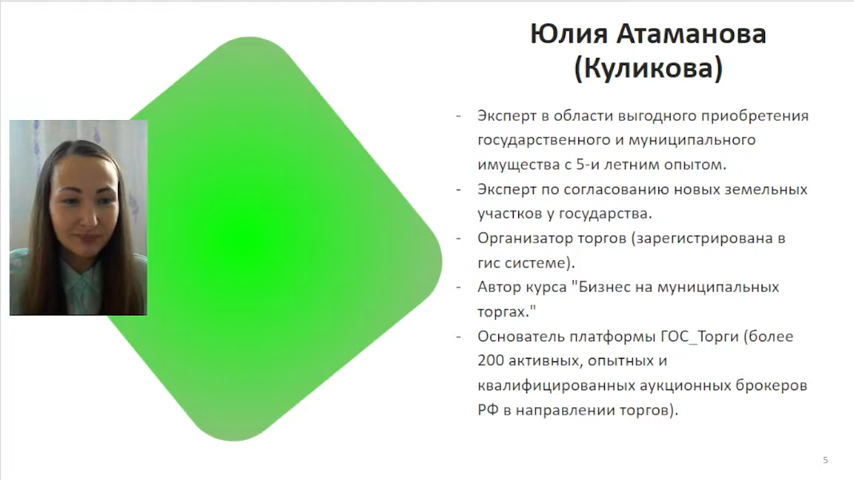 Юлия Атаманова
(Куликова)
- Эксперт в области выгодного приобретения
государственного и муниципального
имущества с 5-и летним опытом.
- Эксперт по согласованию новых земельных
участков у государства.
- Организатор торгов (зарегистрирована в
гис системе).
- Автор курса "Бизнес на муниципальных
торгах."
- Основатель платформы ГОС_Торги (более
200 активных, опытных и
квалифицированных аукционных брокеров
РФ в направлении торгов).
5